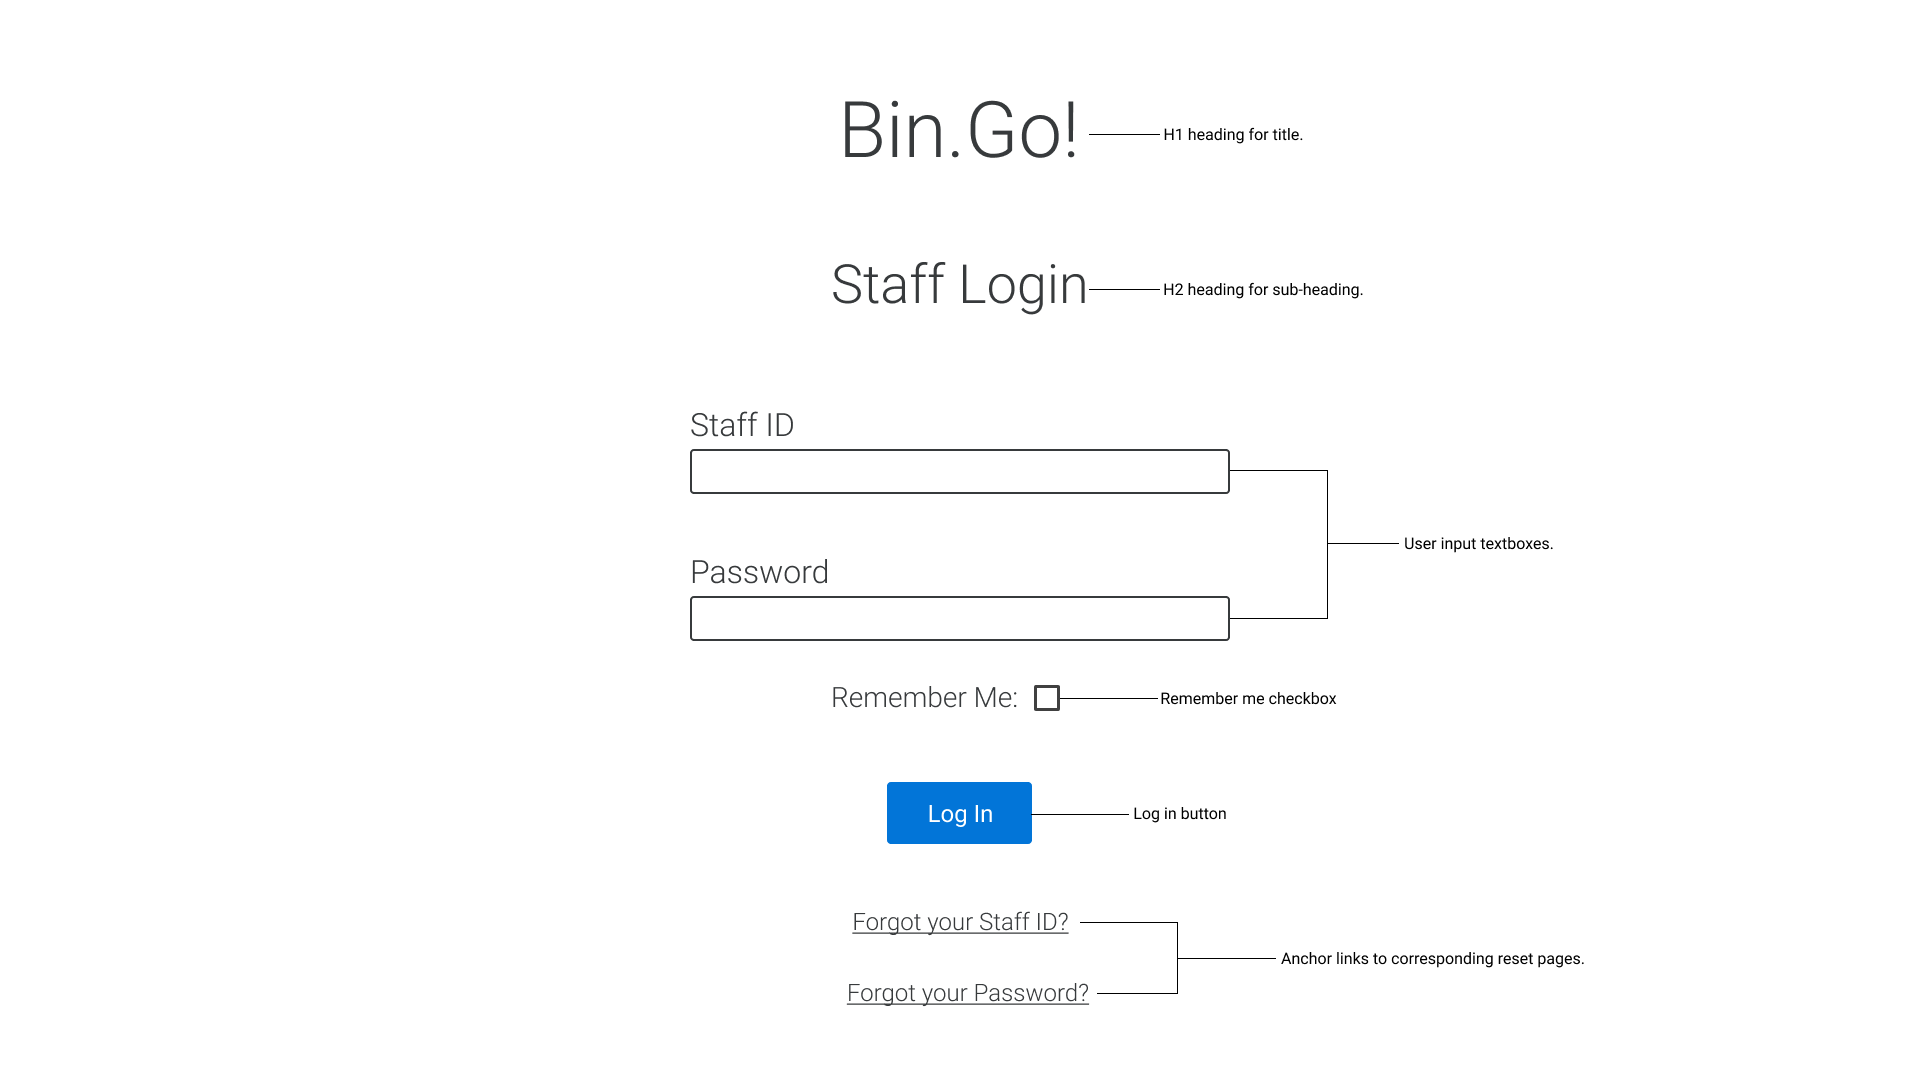 Bin.Go!
H1 heading for title.
Staff Login
H2 heading for sub-heading.
Staff ID
User input textboxes.
Password
Remember Me:
Remember me checkbox
Log In
Log in button
Forgot your Staff ID?
Anchor links to corresponding reset pages.
Forgot your Password?